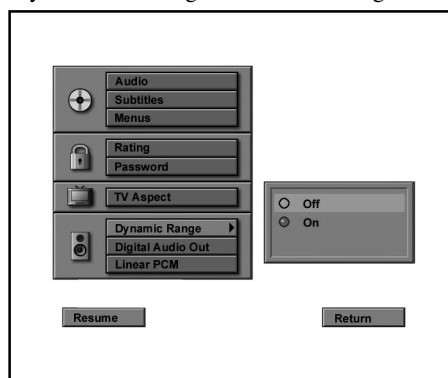 Audio
Subtitles
Menus
Rating
Password
TV Aspect
Dynamic Range
Digital Audio Out
Linear PCM
Off
On
Resume
Return